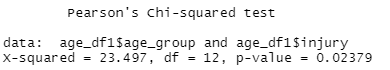 Pearson's Chi-squared test
data:  age_df1$age_group and age_df1$injury
X-squared = 23.497, df = 12, p-value = 0.02379